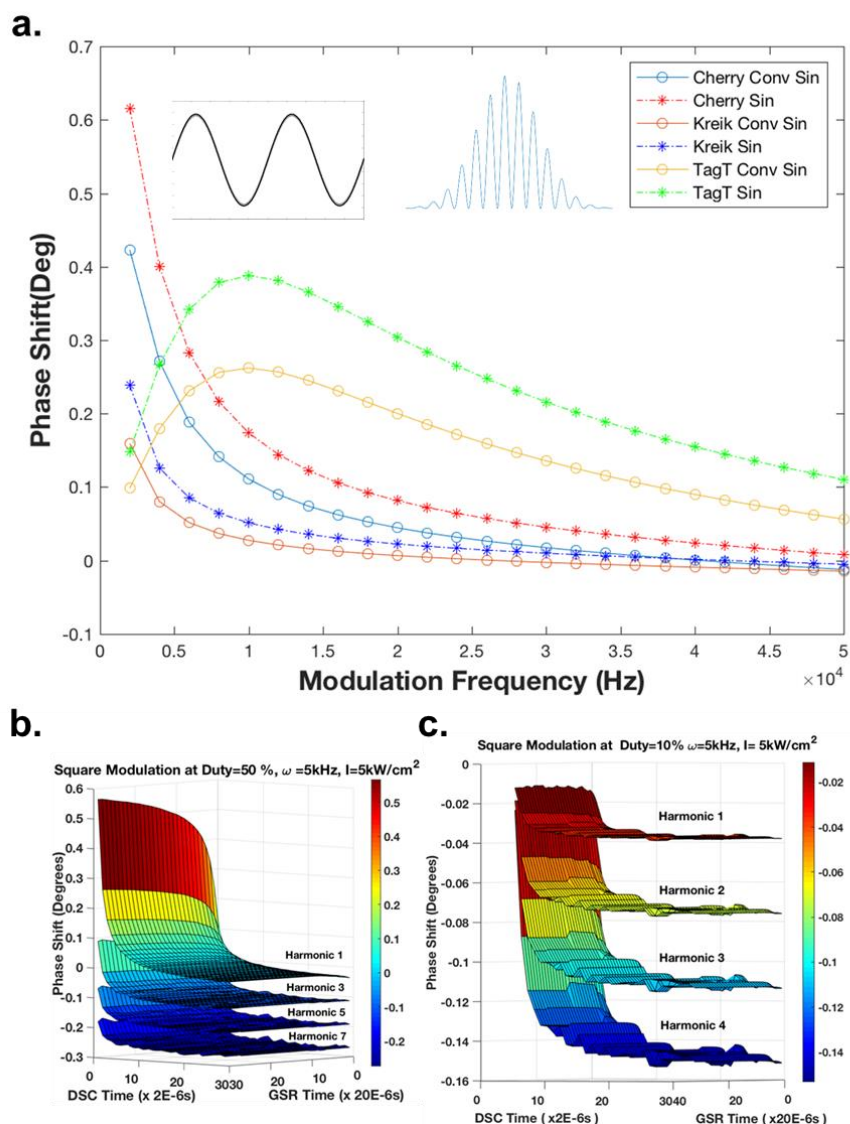 a.
0.7
0.6
0.5
0.4
0.3
0.2
0.1
0
-0.1
Phase Shift(Deg)
Cherry Conv Sin
Cherry Sin
Kreik Conv Sin
Kreik Sin
TagT Conv Sin
TagT Sin
0 0.5 1 1.5 2 2.5 3 3.5 4 4.5 5
Modulation Frequency (Hz)
×10⁴
b.
Square Modulation at Duty=50 %, ω =5kHz, I=5kW/cm²
0.6
0.5
0.4
0.3
0.2
0.1
0
-0.1
-0.2
-0.3
Phase Shift (Degrees)
Harmonic 1
Harmonic 3
Harmonic 5
Harmonic 7
0 10 20 3030 20 10 0
DSC Time (x 2E-6s) GSR Time (x 20E-6s)
0.5
0.4
0.3
0.2
0.1
0
-0.1
-0.2
c.
Square Modulation at Duty=10% ω=5kHz, I= 5kW/cm²
0
-0.02
-0.04
-0.06
-0.08
-0.1
-0.12
-0.14
-0.16
Phase Shift (Degrees)
Harmonic 1
Harmonic 2
Harmonic 3
Harmonic 4
0 10 20 3040 20 0
DSC Time ( x2E-6s ) GSR Time (x20E-6s)
-0.02
-0.04
-0.06
-0.08
-0.1
-0.12
-0.14